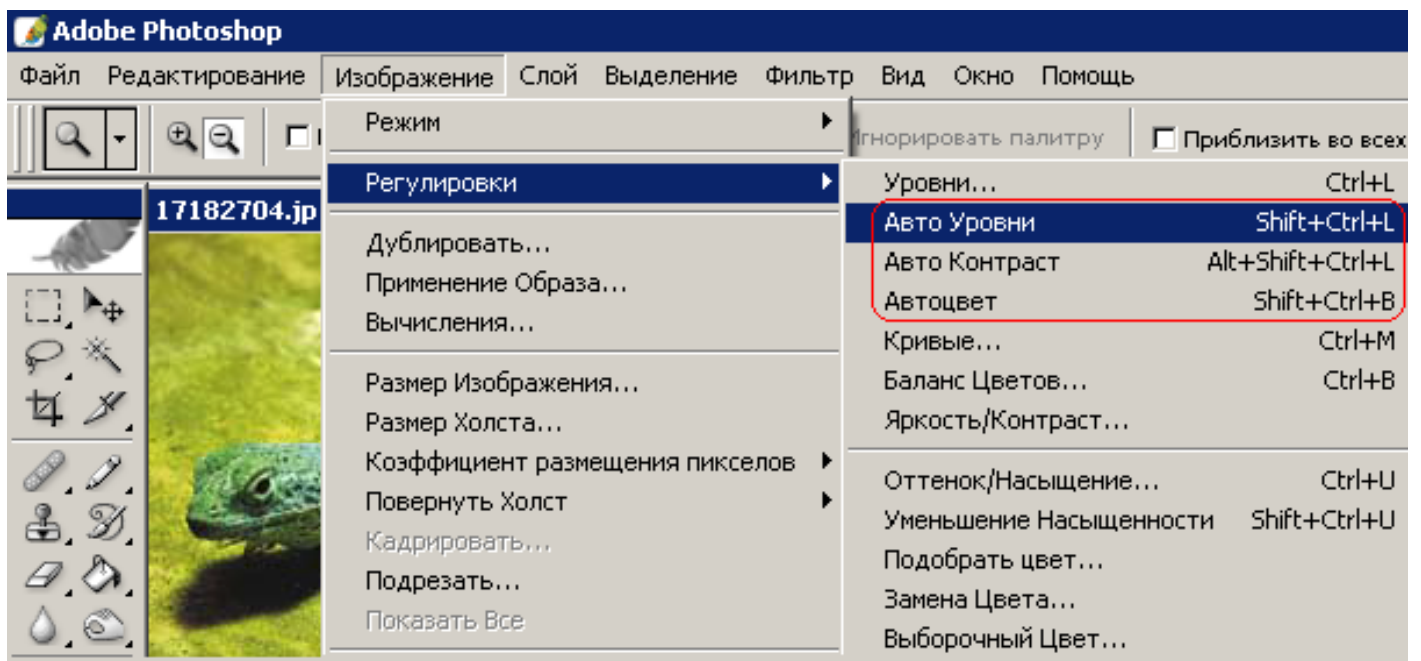 Adobe Photoshop
Файл Редактирование Изображение Слой Выделение Фильтр Вид Окно Помощь
Игнорировать палитру Приблизить во всех
17182704.jp
Режим
Регулировки
Дублировать...
Применение Образа...
Вычисления...
Размер Изображения...
Размер Холста...
Коэффициент размещения пикселов
Повернуть Холст
Кадрировать...
Подрезать...
Показать Все
Уровни... Ctrl+L
Авто Уровни Shift+Ctrl+L
Авто Контраст Alt+Shift+Ctrl+L
Автоцвет Shift+Ctrl+B
Кривые... Ctrl+M
Баланс Цветов... Ctrl+B
Яркость/Контраст...
Оттенок/Насыщение... Ctrl+U
Уменьшение Насыщенности Shift+Ctrl+U
Подобрать цвет...
Замена Цвета...
Выборочный Цвет...